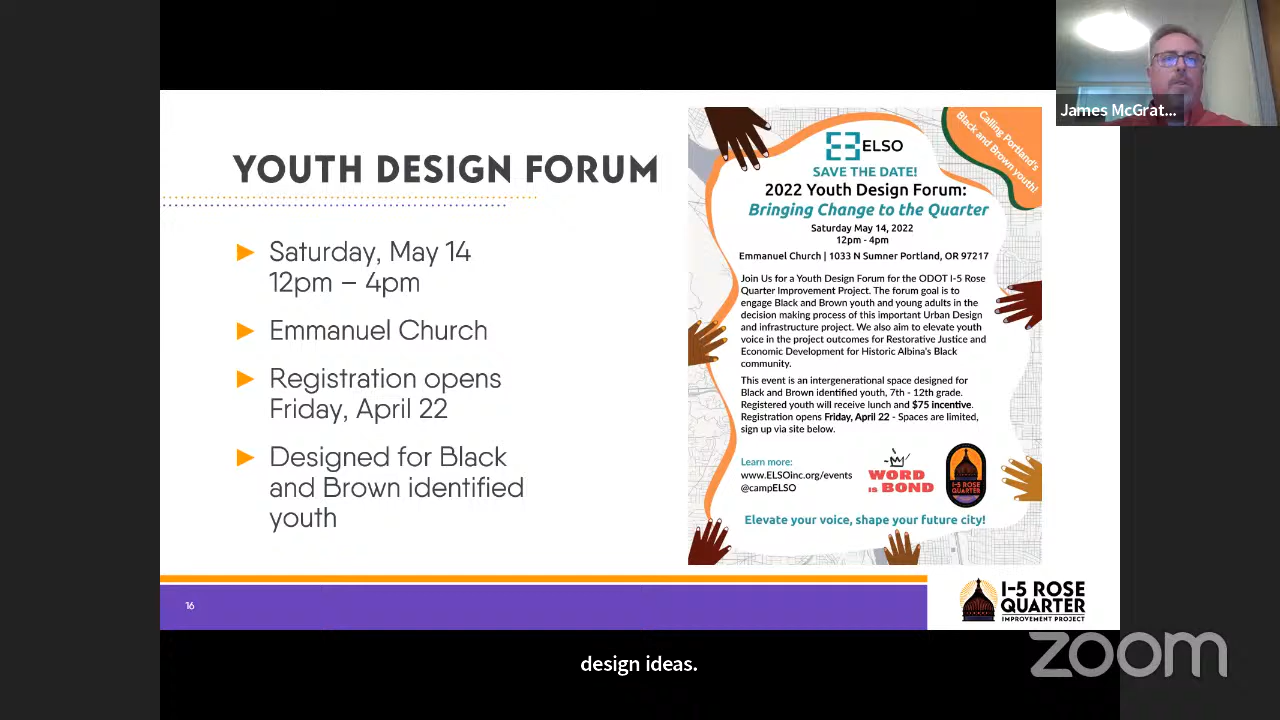 YOUTH DESIGN FORUM
Saturday, May 14
12pm – 4pm
Emmanuel Church
Registration opens
Friday, April 22
Designed for Black
and Brown identified
youth
16
Calling Portland's
Black and Brown youth!
ELSO
SAVE THE DATE!
2022 Youth Design Forum:
Bringing Change to the Quarter
Saturday May 14, 2022
12pm - 4pm
Emmanuel Church | 1033 N Sumner Portland, OR 97217
Join Us for a Youth Design Forum for the ODOT I-5 Rose
Quarter Improvement Project. The forum goal is to
engage Black and Brown youth and young adults in the
decision making process of this important Urban Design
and infrastructure project. We also aim to elevate youth
voice in the project outcomes for Restorative Justice and
Economic Development for Historic Albina's Black
community.
This event is an intergenerational space designed for
Black and Brown identified youth, 7th - 12th grade.
Registered youth will receive lunch and $75 incentive.
Registration opens Friday, April 22 - Spaces are limited,
sign up via site below.
Learn more:
www.ELSOinc.org/events
@campELSO
WORD
is BOND
I-5 ROSE
QUARTER
Elevate your voice, shape your future city!
I-5 ROSE
QUARTER
IMPROVEMENT PROJECT
James McGrat...
design ideas.
zoom